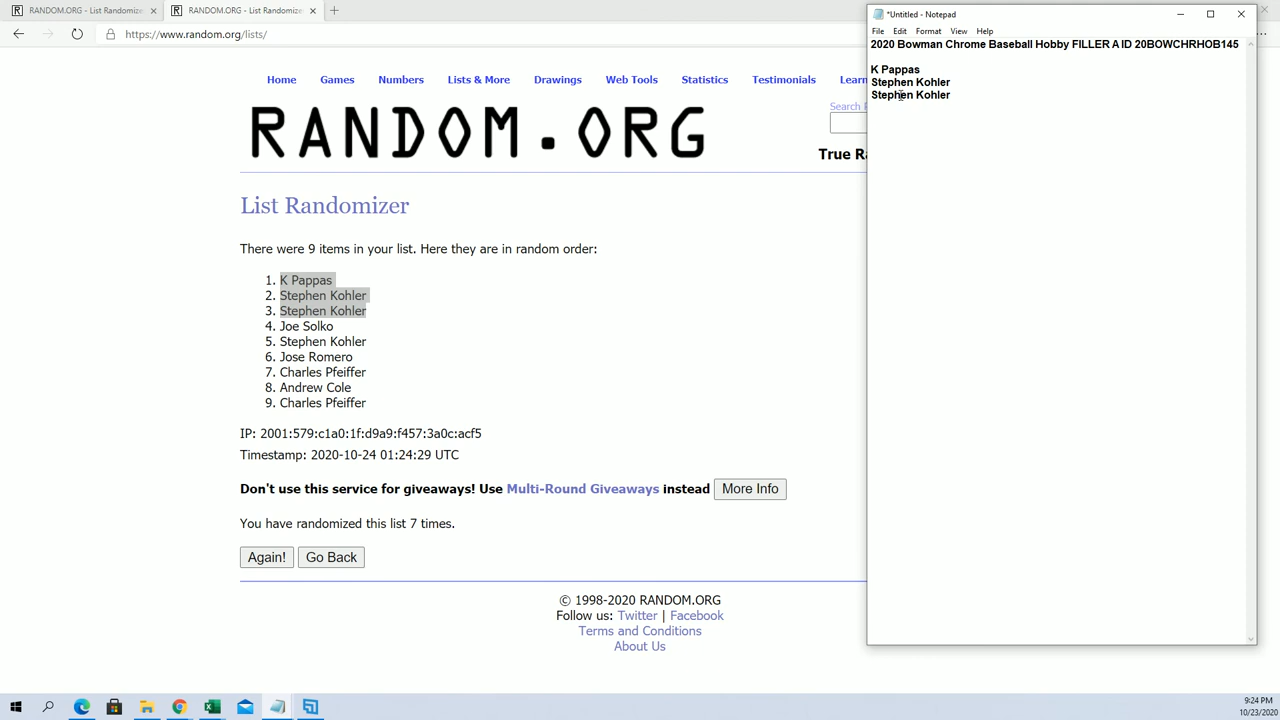 RANDOM.ORG - List Randomizer
RANDOM.ORG - List Randomizer
https://www.random.org/lists/
Home Games Numbers Lists & More Drawings Web Tools Statistics Testimonials Learn
RANDOM.ORG
Search
True Ra
List Randomizer
There were 9 items in your list. Here they are in random order:
1. K Pappas
2. Stephen Kohler
3. Stephen Kohler
4. Joe Solko
5. Stephen Kohler
6. Jose Romero
7. Charles Pfeiffer
8. Andrew Cole
9. Charles Pfeiffer
IP: 2001:579:c1a0:1f:d9a9:f457:3a0c:acf5
Timestamp: 2020-10-24 01:24:29 UTC
Don't use this service for giveaways! Use Multi-Round Giveaways instead More Info
You have randomized this list 7 times.
Again! Go Back
© 1998-2020 RANDOM.ORG
Follow us: Twitter | Facebook
Terms and Conditions
About Us
*Untitled - Notepad
File Edit Format View Help
2020 Bowman Chrome Baseball Hobby FILLER A ID 20BOWCHRHOB145
K Pappas
Stephen Kohler
Stephen Kohler
9:24 PM
10/23/2020